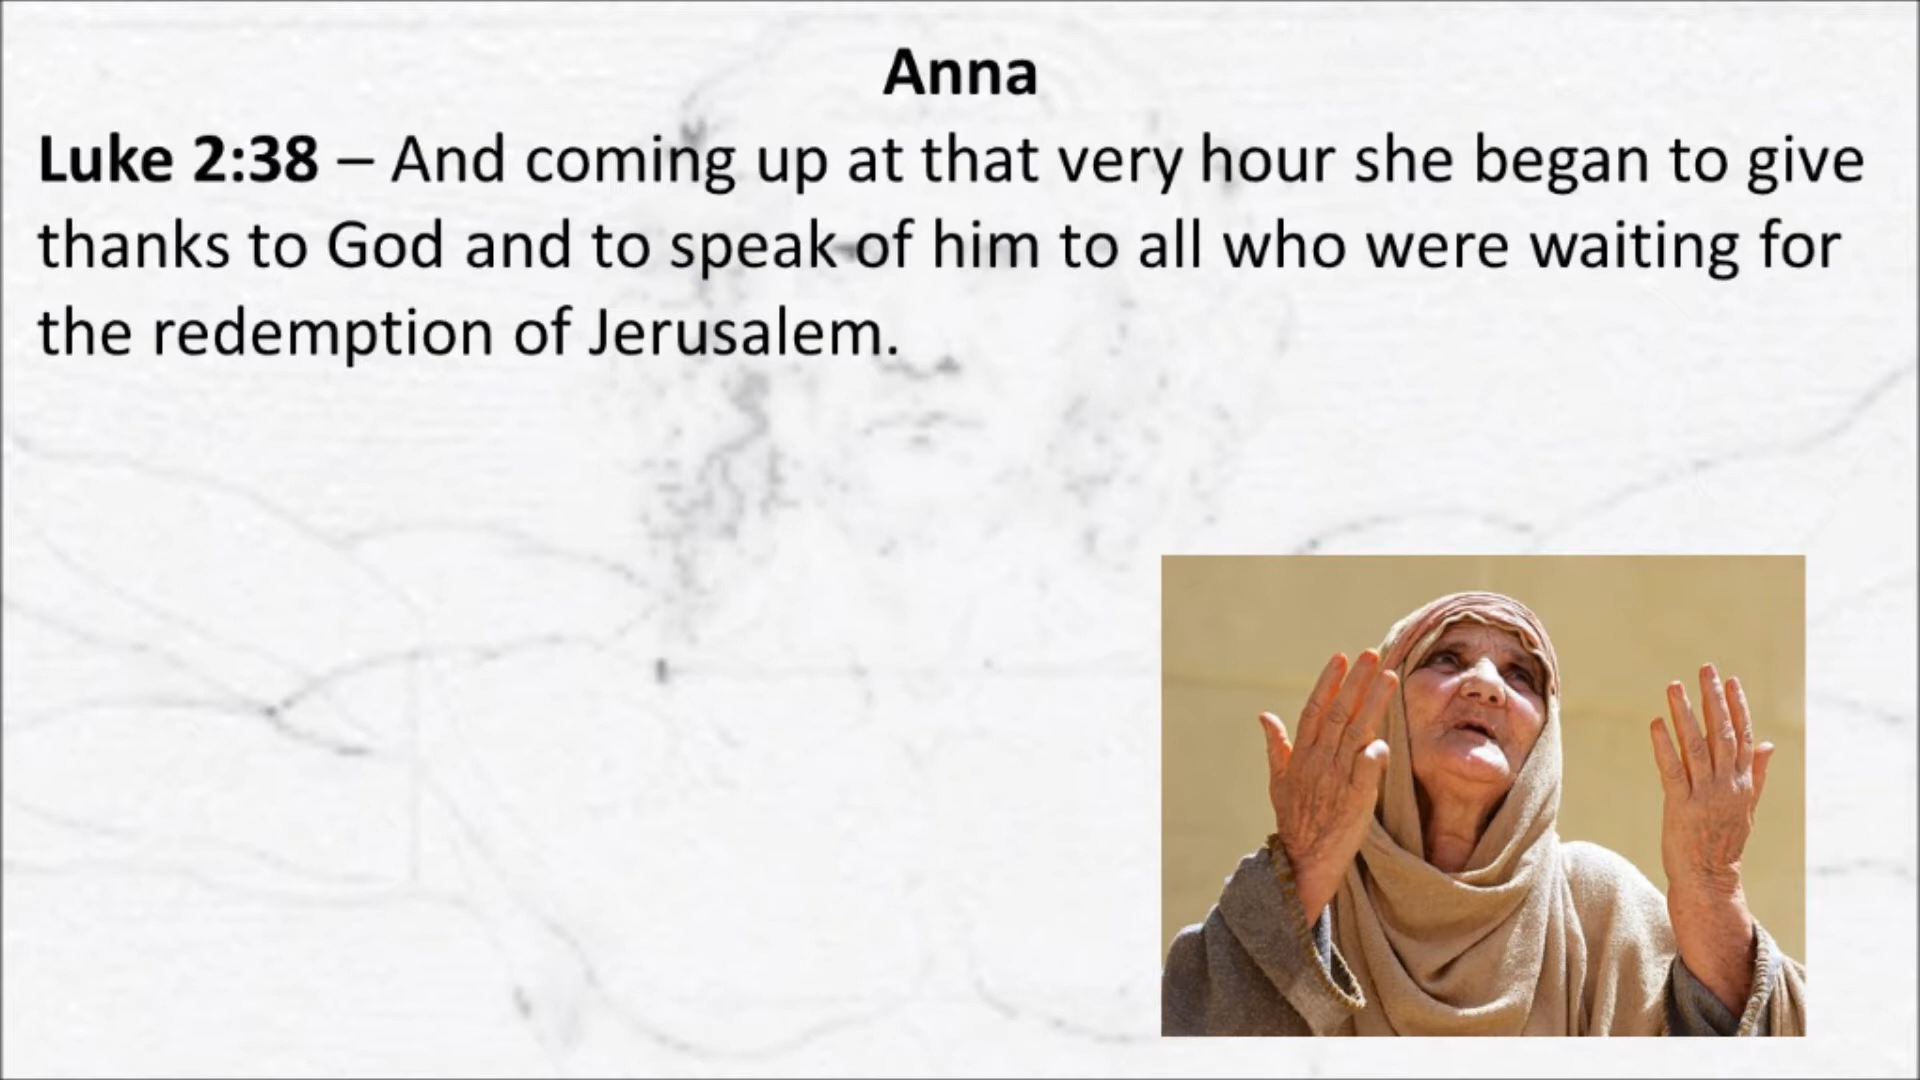 Anna
Luke 2:38 – And coming up at that very hour she began to give
thanks to God and to speak of him to all who were waiting for
the redemption of Jerusalem.